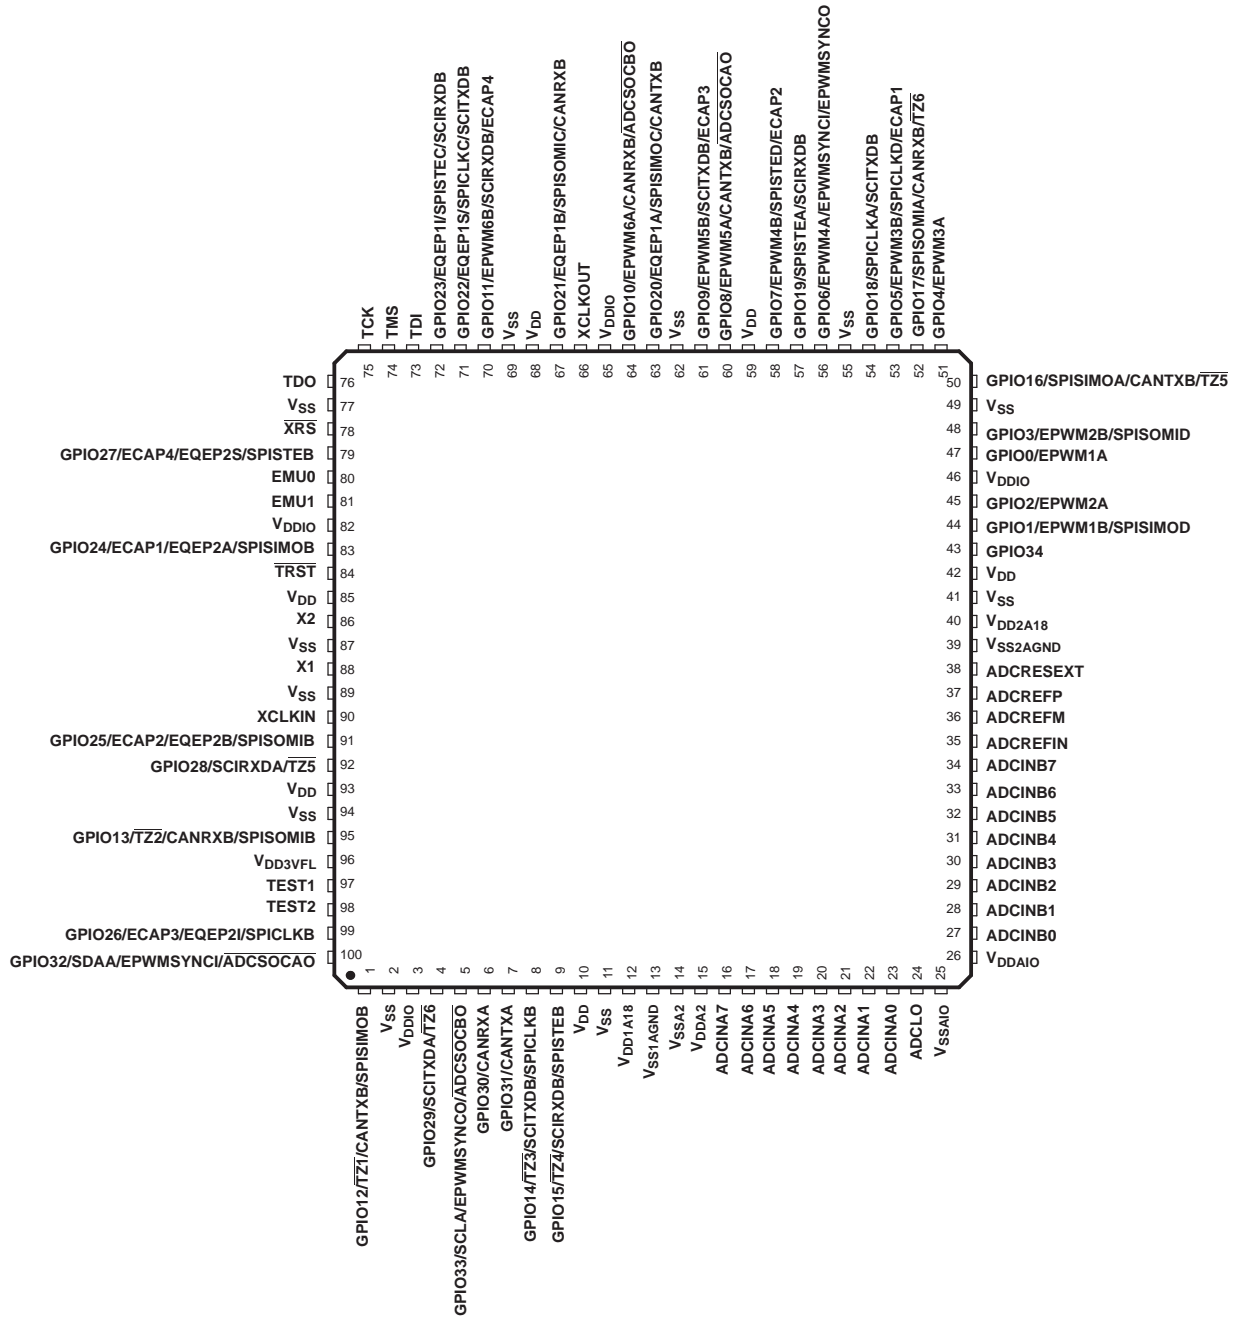 TCK
TMS
TDI
GPIO23/EQEP1I/SPISTEC/SCIRXDB
GPIO22/EQEP1S/SPICLKC/SCITXDB
GPIO11/EPWM6B/SCIRXDB/ECAP4
VSS
VDD
GPIO21/EQEP1B/SPISOMIC/CANRXB
XCLKOUT
VDDIO
GPIO10/EPWM6A/CANRXB/ADCSOCBO
GPIO20/EQEP1A/SPISIMOC/CANTXB
VSS
GPIO9/EPWM5B/SCITXDB/ECAP3
GPIO8/EPWM5A/CANTXB/ADCSOCAO
VDD
GPIO7/EPWM4B/SPISTED/ECAP2
GPIO19/SPISTEA/SCIRXDB
GPIO6/EPWM4A/EPWMSYNCI/EPWMSYNCO
VSS
GPIO18/SPICLKA/SCITXDB
GPIO5/EPWM3B/SPICLKD/ECAP1
GPIO17/SPISOMIA/CANRXB/TZ6
GPIO4/EPWM3A
75
74
73
72
71
70
69
68
67
66
65
64
63
62
61
60
59
58
57
56
55
54
53
52
51
TDO 76
VSS 77
XRS 78
GPIO27/ECAP4/EQEP2S/SPISTEB 79
EMU0 80
EMU1 81
VDDIO 82
GPIO24/ECAP1/EQEP2A/SPISIMOB 83
TRST 84
VDD 85
X2 86
VSS 87
X1 88
VSS 89
XCLKIN 90
GPIO25/ECAP2/EQEP2B/SPISOMIB 91
GPIO28/SCIRXDA/TZ5 92
VDD 93
VSS 94
GPIO13/TZ2/CANRXB/SPISOMIB 95
VDD3VFL 96
TEST1 97
TEST2 98
GPIO26/ECAP3/EQEP2I/SPICLKB 99
GPIO32/SDAA/EPWMSYNCI/ADCSOCAO 100
50 GPIO16/SPISIMOA/CANTXB/TZ5
49 VSS
48 GPIO3/EPWM2B/SPISOMID
47 GPIO0/EPWM1A
46 VDDIO
45 GPIO2/EPWM2A
44 GPIO1/EPWM1B/SPISIMOD
43 GPIO34
42 VDD
41 VSS
40 VDD2A18
39 VSS2AGND
38 ADCRESEXT
37 ADCREFP
36 ADCREFM
35 ADCREFIN
34 ADCINB7
33 ADCINB6
32 ADCINB5
31 ADCINB4
30 ADCINB3
29 ADCINB2
28 ADCINB1
27 ADCINB0
26 VDDAIO
1
2
3
4
5
6
7
8
9
10
11
12
13
14
15
16
17
18
19
20
21
22
23
24
25
GPIO12/TZ1/CANTXB/SPISIMOB
VSS
VDDIO
GPIO29/SCITXDA/TZ6
GPIO33/SCLA/EPWMSYNCO/ADCSOCBO
GPIO30/CANRXA
GPIO31/CANTXA
GPIO14/TZ3/SCITXDB/SPICLKB
GPIO15/TZ4/SCIRXDB/SPISTEB
VDD
VSS
VDD1A18
VSS1AGND
VSSA2
VDDA2
ADCINA7
ADCINA6
ADCINA5
ADCINA4
ADCINA3
ADCINA2
ADCINA1
ADCINA0
ADCLO
VSSAIO